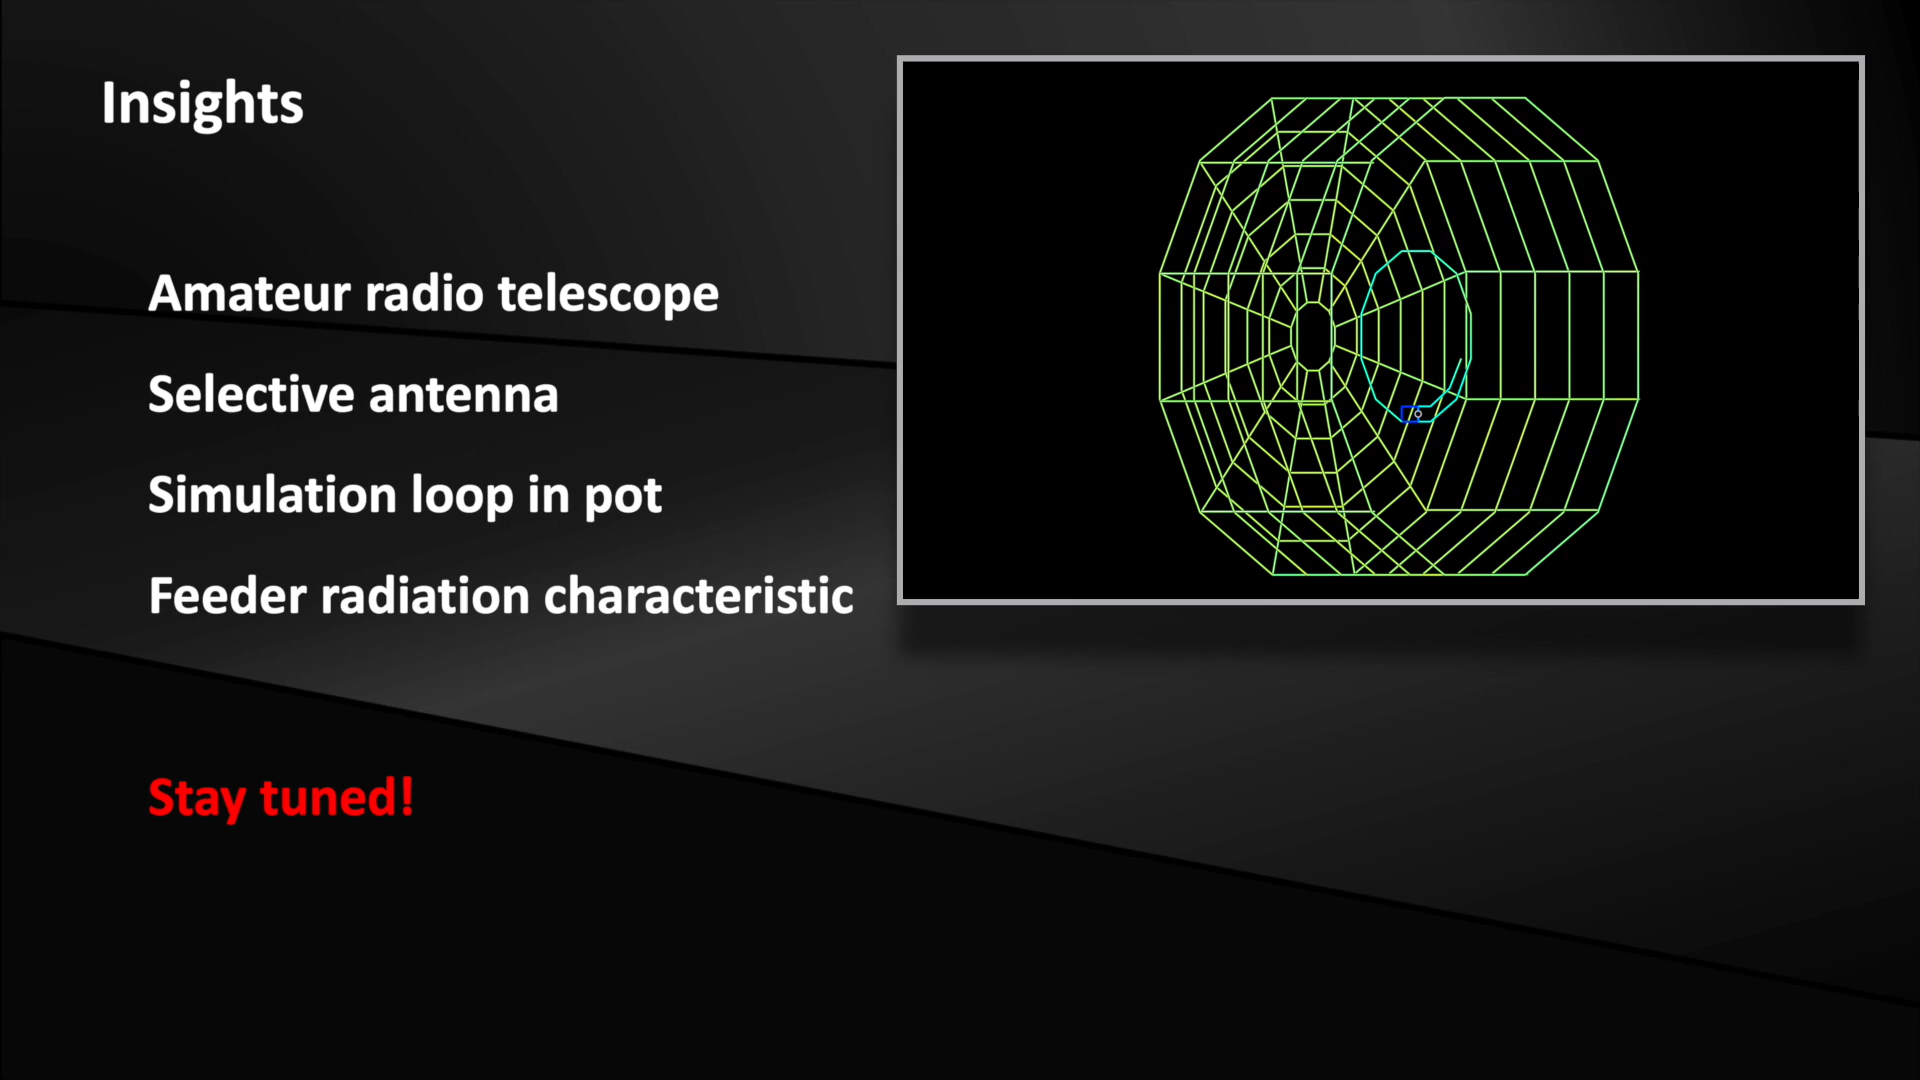 Insights
Amateur radio telescope
Selective antenna
Simulation loop in pot
Feeder radiation characteristic
Stay tuned!